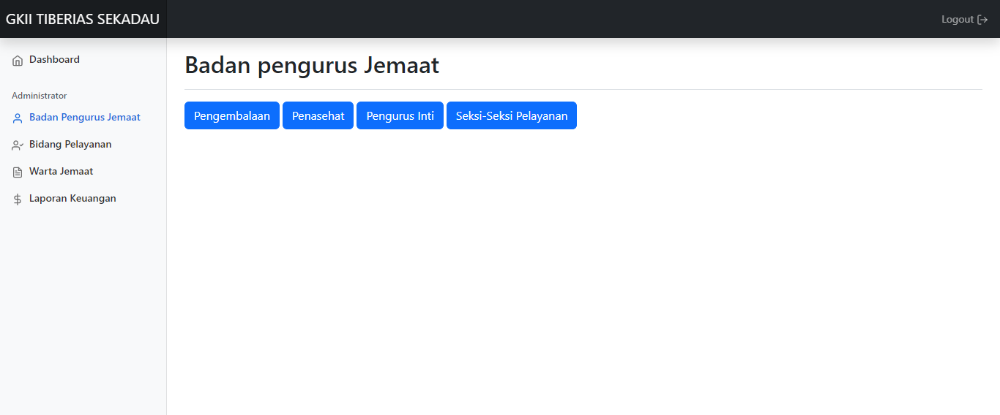 GKII TIBERIAS SEKADAU
Logout
Dashboard
Administrator
Badan Pengurus Jemaat
Bidang Pelayanan
Warta Jemaat
Laporan Keuangan
Badan pengurus Jemaat
Pengembalaan Penasehat Pengurus Inti Seksi-Seksi Pelayanan